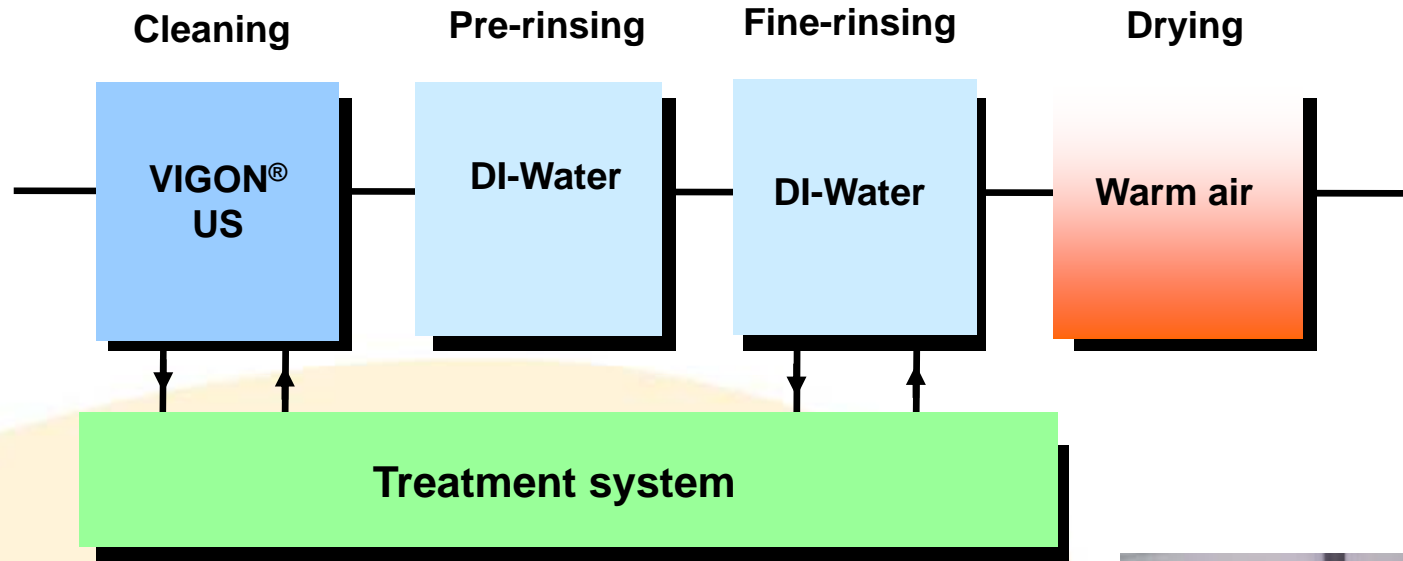 Cleaning
Pre-rinsing
Fine-rinsing
Drying
VIGON®
US
DI-Water
DI-Water
Warm air
Treatment system